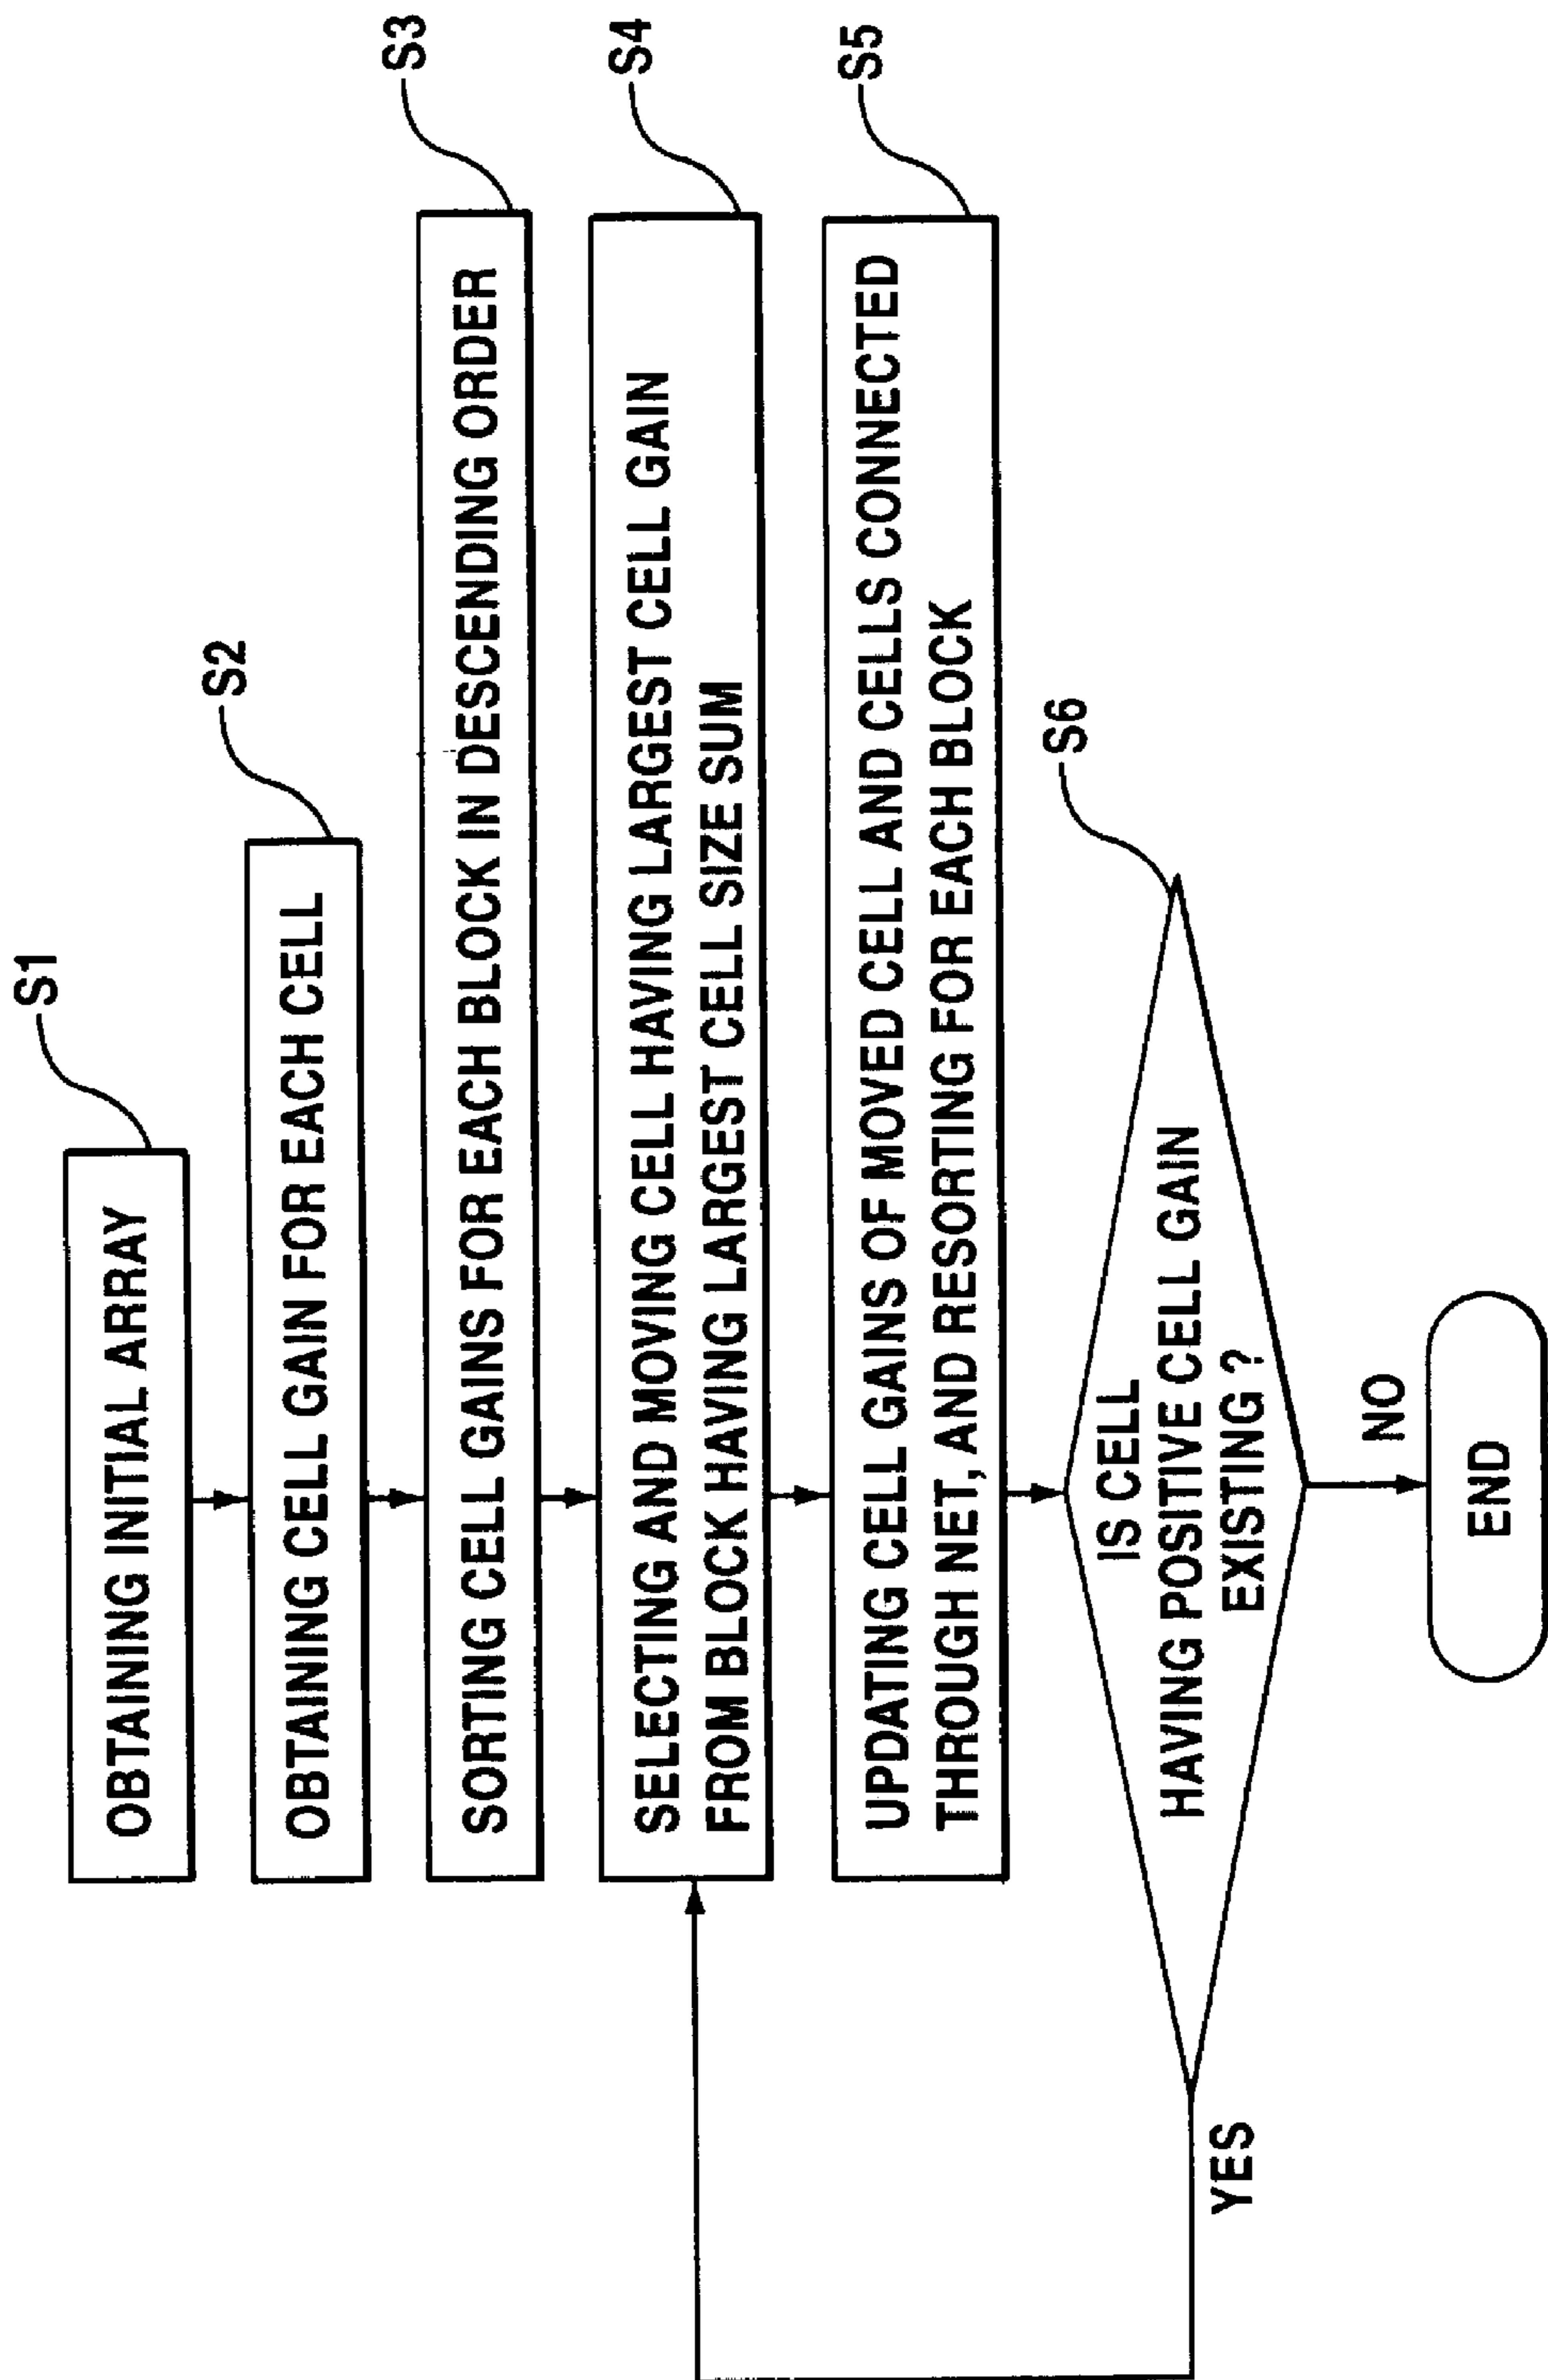 S1
OBTAINING INITIAL ARRAY
S2
OBTAINING CELL GAIN FOR EACH CELL
S3
SORTING CELL GAINS FOR EACH BLOCK IN DESCENDING ORDER
S4
SELECTING AND MOVING CELL HAVING LARGEST CELL GAIN
FROM BLOCK HAVING LARGEST CELL SIZE SUM
S5
UPDATING CELL GAINS OF MOVED CELL AND CELLS CONNECTED
THROUGH NET, AND RESORTING FOR EACH BLOCK
S6
IS CELL
HAVING POSITIVE CELL GAIN
EXISTING ?
YES
NO
END